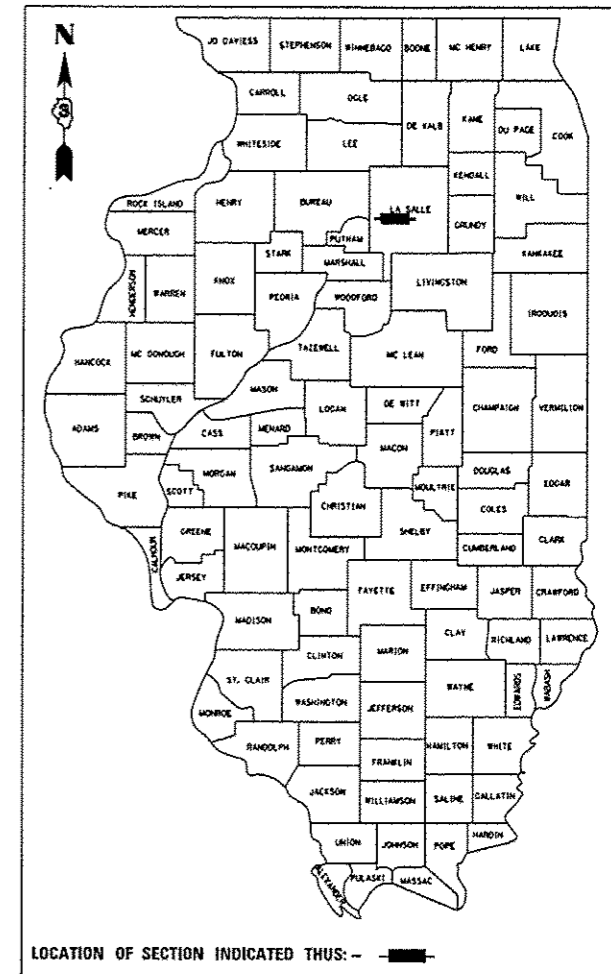 N
JO DAVIESS STEPHENSON WINNEBAGO BOONE MC HENRY LAKE
CARROLL OGLE DE KALB KANE DU PAGE COOK
WHITESIDE LEE KENDALL WILL
ROCK ISLAND HENRY BUREAU LA SALLE GRUNDY
MERCER STARK PUTNAM KANKAKEE
MARSHALL
HENDERSON WARREN KNOX PEORIA WOODFORD LIVINGSTON IROQUOIS
HANCOCK MC DONOUGH FULTON TAZEWELL MC LEAN FORD
SCHUYLER MASON LOGAN DE WITT CHAMPAIGN VERMILION
ADAMS BROWN CASS MENARD MACON PIATT
PIKE SCOTT MORGAN SANGAMON CHRISTIAN MOULTRIE DOUGLAS EDGAR
COLES
CALHOUN GREENE MACOUPIN MONTGOMERY SHELBY CUMBERLAND CLARK
JERSEY FAYETTE EFFINGHAM JASPER CRAWFORD
MADISON BOND CLAY RICHLAND LAWRENCE
CLINTON MARION
ST. CLAIR WAYNE EDWARDS WABASH
MONROE WASHINGTON JEFFERSON
RANDOLPH PERRY HAMILTON WHITE
FRANKLIN
JACKSON WILLIAMSON SALINE GALLATIN
UNION JOHNSON POPE HARDIN
ALEXANDER PULASKI MASSAC
LOCATION OF SECTION INDICATED THUS: -